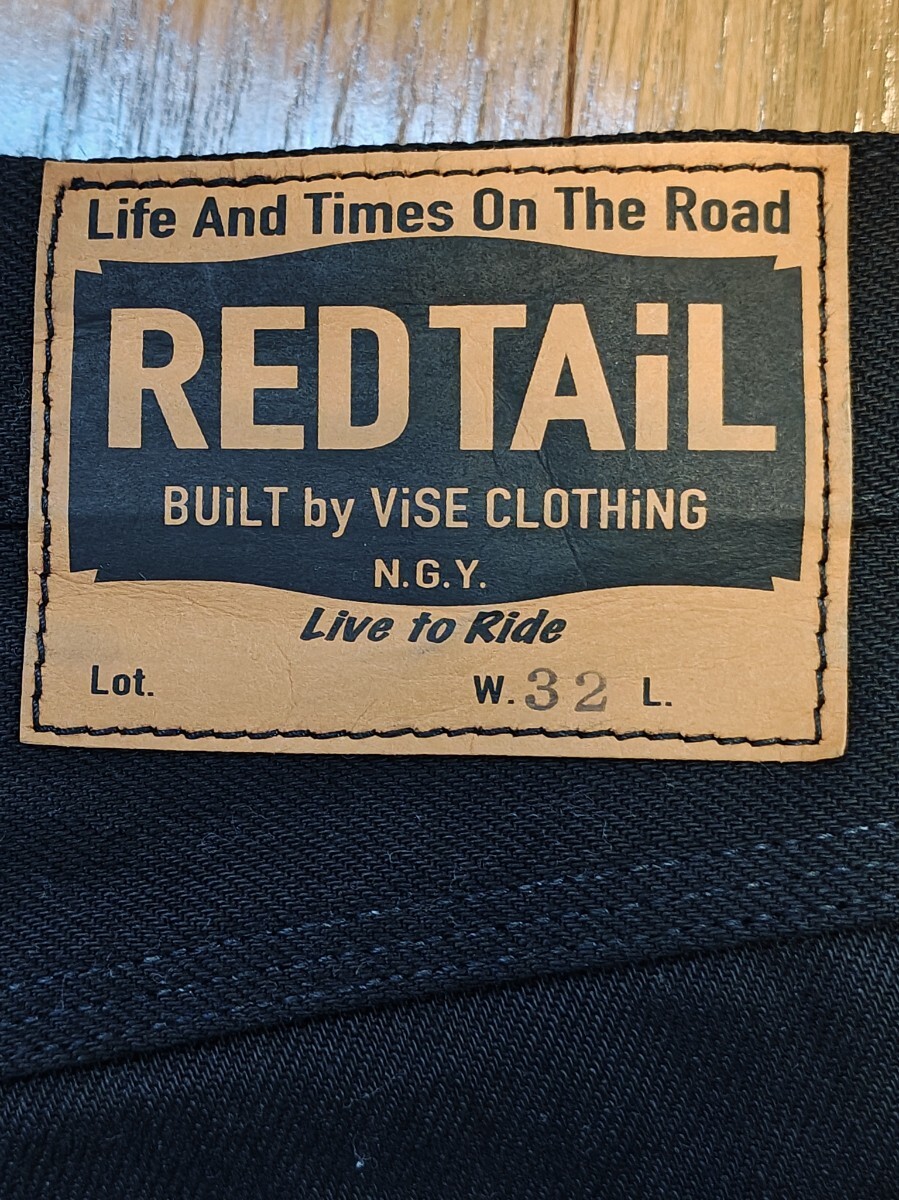 Life And Times On The Road
REDTAiL
BUiLT by ViSE CLOTHiNG
N.G.Y.
Live to Ride
Lot. W. 32 L.